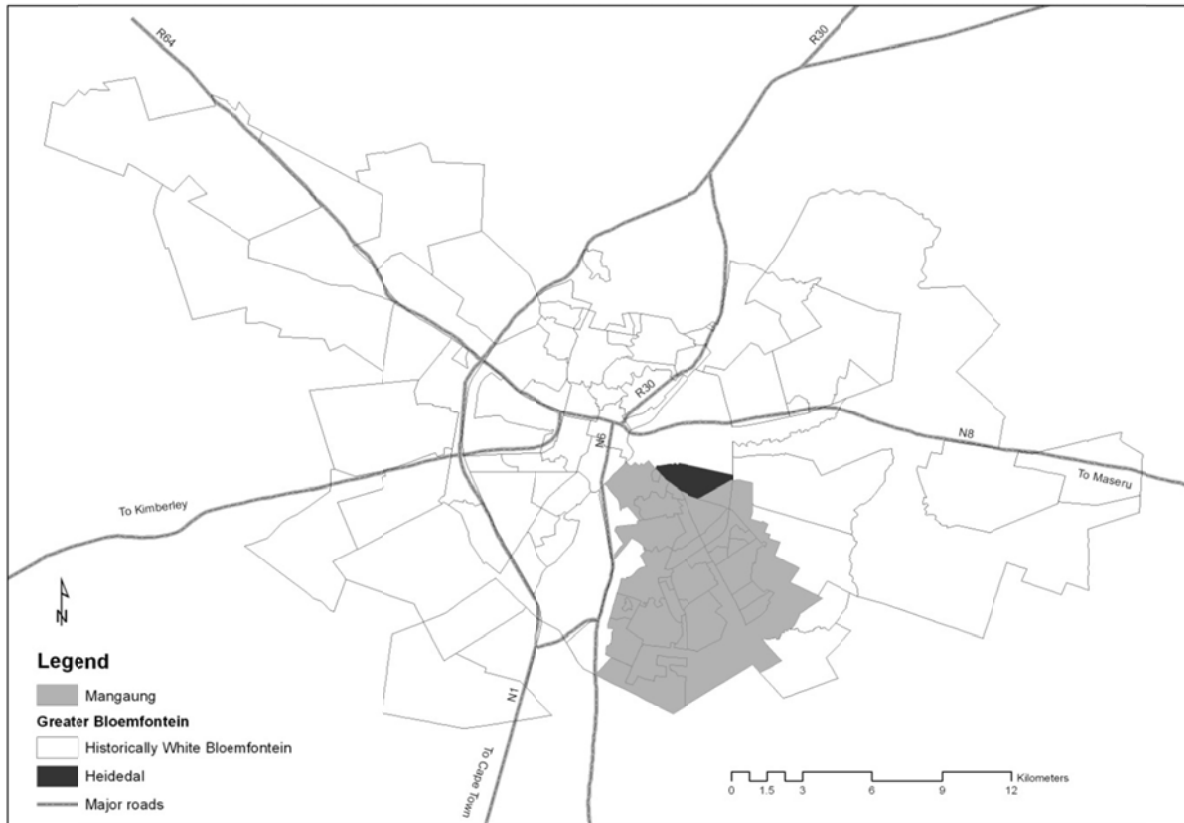 R64
R30
R30
N6
N8
To Maseru
To Kimberley
N
Legend
Mangaung
Greater Bloemfontein
Historically White Bloemfontein
Heidedal
Major roads
N1
To Cape Town
Kilometers
0 1.5 3 6 9 12